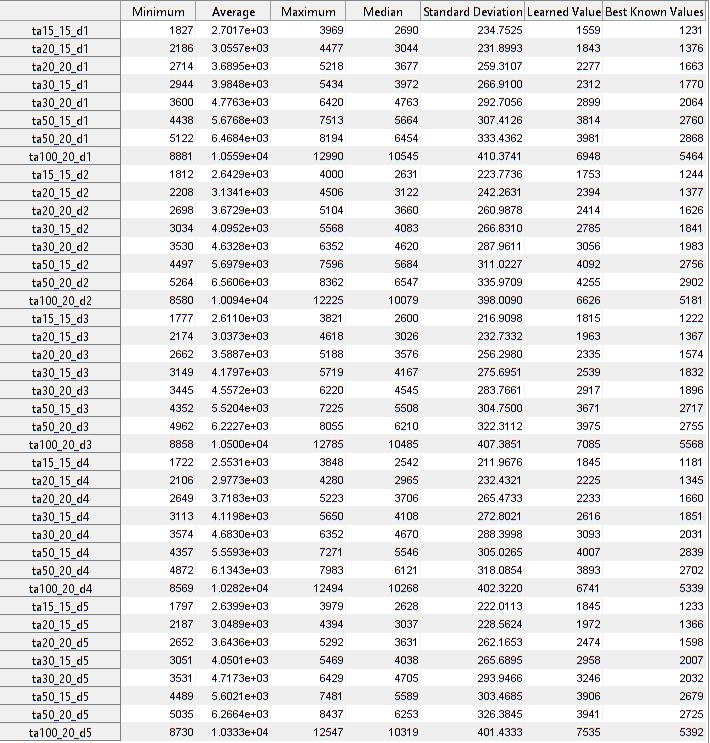 Minimum Average Maximum Median Standard Deviation Learned Value Best Known Values
ta15_15_d1 1827 2.7017e+03 3969 2690 234.7525 1559 1231
ta20_15_d1 2186 3.0557e+03 4477 3044 231.8993 1843 1376
ta20_20_d1 2714 3.6895e+03 5218 3677 259.3107 2277 1663
ta30_15_d1 2944 3.9848e+03 5434 3972 266.9100 2312 1770
ta30_20_d1 3600 4.7763e+03 6420 4763 292.7056 2899 2064
ta50_15_d1 4438 5.6768e+03 7513 5664 307.4126 3814 2760
ta50_20_d1 5122 6.4684e+03 8194 6454 333.4362 3981 2868
ta100_20_d1 8881 1.0559e+04 12990 10545 410.3741 6948 5464
ta15_15_d2 1812 2.6429e+03 4000 2631 223.7736 1753 1244
ta20_15_d2 2208 3.1341e+03 4506 3122 242.2631 2394 1377
ta20_20_d2 2698 3.6729e+03 5104 3660 260.9878 2414 1626
ta30_15_d2 3034 4.0952e+03 5568 4083 266.8310 2785 1841
ta30_20_d2 3530 4.6328e+03 6352 4620 287.9611 3056 1983
ta50_15_d2 4497 5.6979e+03 7596 5684 311.0227 4092 2756
ta50_20_d2 5264 6.5606e+03 8362 6547 335.9709 4255 2902
ta100_20_d2 8580 1.0094e+04 12225 10079 398.0090 6626 5181
ta15_15_d3 1777 2.6110e+03 3821 2600 216.9098 1815 1222
ta20_15_d3 2174 3.0373e+03 4618 3026 232.7332 1963 1367
ta20_20_d3 2662 3.5887e+03 5188 3576 256.2980 2335 1574
ta30_15_d3 3149 4.1797e+03 5719 4167 275.6951 2539 1832
ta30_20_d3 3445 4.5572e+03 6220 4545 283.7661 2917 1896
ta50_15_d3 4352 5.5204e+03 7225 5508 304.7500 3671 2717
ta50_20_d3 4962 6.2227e+03 8055 6210 322.3112 3975 2755
ta100_20_d3 8858 1.0500e+04 12785 10485 407.3851 7085 5568
ta15_15_d4 1722 2.5531e+03 3848 2542 211.9676 1845 1181
ta20_15_d4 2106 2.9773e+03 4280 2965 232.4321 2225 1345
ta20_20_d4 2649 3.7183e+03 5223 3706 265.4733 2233 1660
ta30_15_d4 3113 4.1198e+03 5650 4108 272.8021 2616 1851
ta30_20_d4 3574 4.6830e+03 6352 4670 288.3998 3093 2031
ta50_15_d4 4357 5.5593e+03 7271 5546 305.0265 4007 2839
ta50_20_d4 4872 6.1343e+03 7983 6121 318.0854 3893 2702
ta100_20_d4 8569 1.0282e+04 12494 10268 402.3220 6741 5339
ta15_15_d5 1797 2.6399e+03 3979 2628 222.0113 1845 1233
ta20_15_d5 2187 3.0489e+03 4394 3037 228.5624 1972 1366
ta20_20_d5 2652 3.6436e+03 5292 3631 262.1653 2474 1598
ta30_15_d5 3051 4.0501e+03 5469 4038 265.6895 2958 2007
ta30_20_d5 3531 4.7173e+03 6429 4705 293.9466 3246 2032
ta50_15_d5 4489 5.6021e+03 7481 5589 303.4685 3906 2679
ta50_20_d5 5035 6.2664e+03 8437 6253 326.3845 3941 2725
ta100_20_d5 8730 1.0333e+04 12547 10319 401.4333 7535 5392